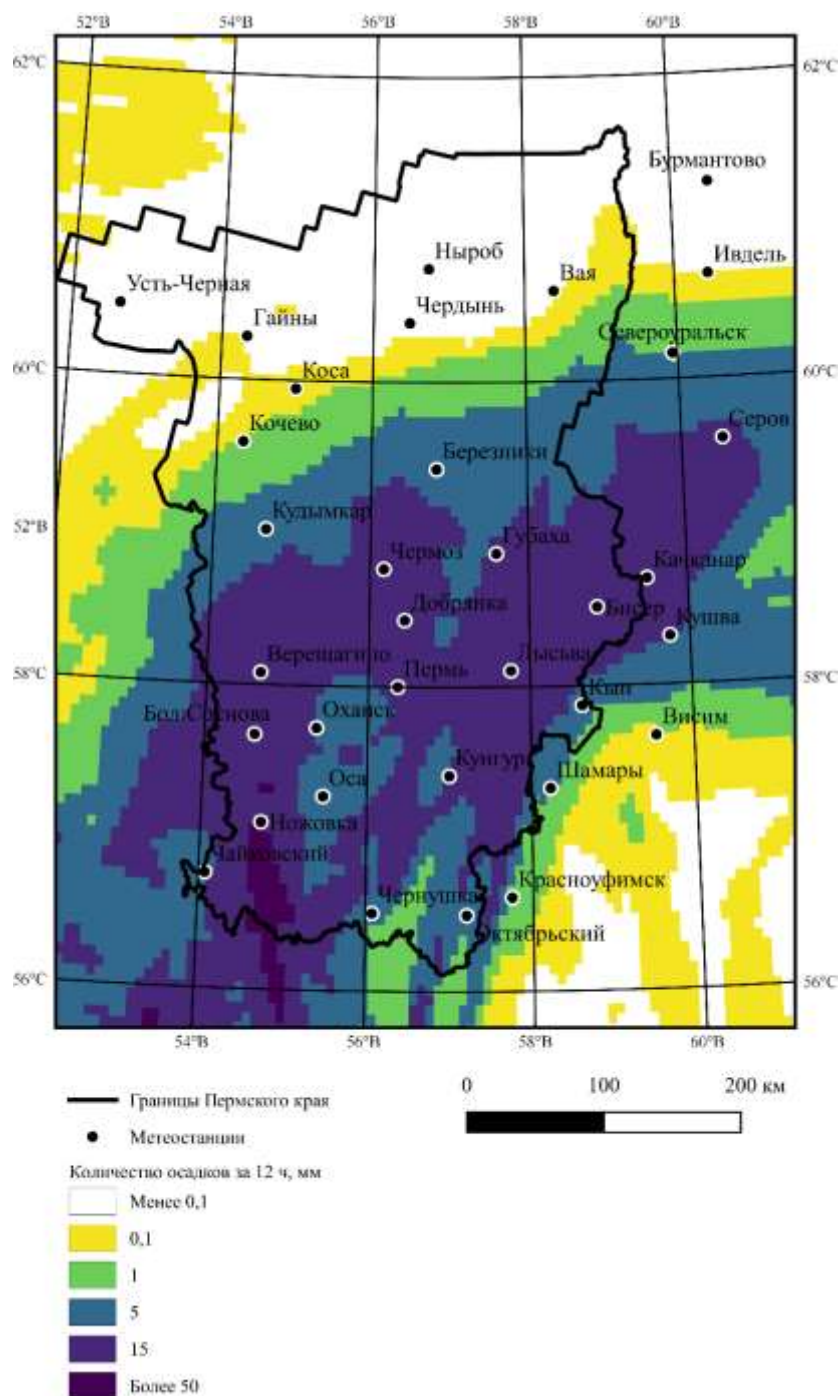 52°В 54°В 56°В 58°В 60°В
62°С 62°С
Бурмантово
Ныроб
Ивдель
Вая
Усть-Черная
Чердынь
Гайны
Североуральск
60°С 60°С
Коса
Серов
Кочево
Березники
52°В
Кудымкар
Губаха
Чермоз
Качканар
Добрянка
Бисер
Кушва
Верещагино
Лысьва
58°С 58°С
Пермь
Кын
Бол.Соснова
Оханск
Висим
Кунгур
Шамары
Оса
Ножовка
Чайковский
Красноуфимск
Чернушка
Октябрьский
56°С 56°С
54°В 56°В 58°В 60°В
0 100 200 км
Границы Пермского края
Метеостанции
Количество осадков за 12 ч, мм
Менее 0,1
0,1
1
5
15
Более 50